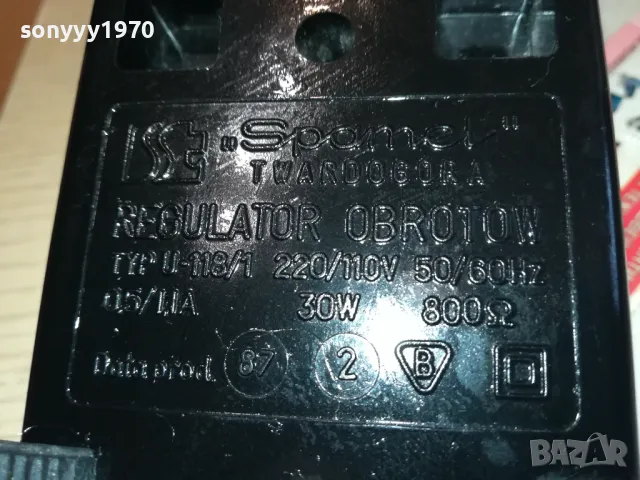 sonyyy1970
„Spamel"
TWARDOGÓRA
REGULATOR OBROTÓW
TYP U-118/1 220/110V 50/60Hz
0,5/1,1A 30W 800Ω
Data prod. 87 2 B
BAZAR